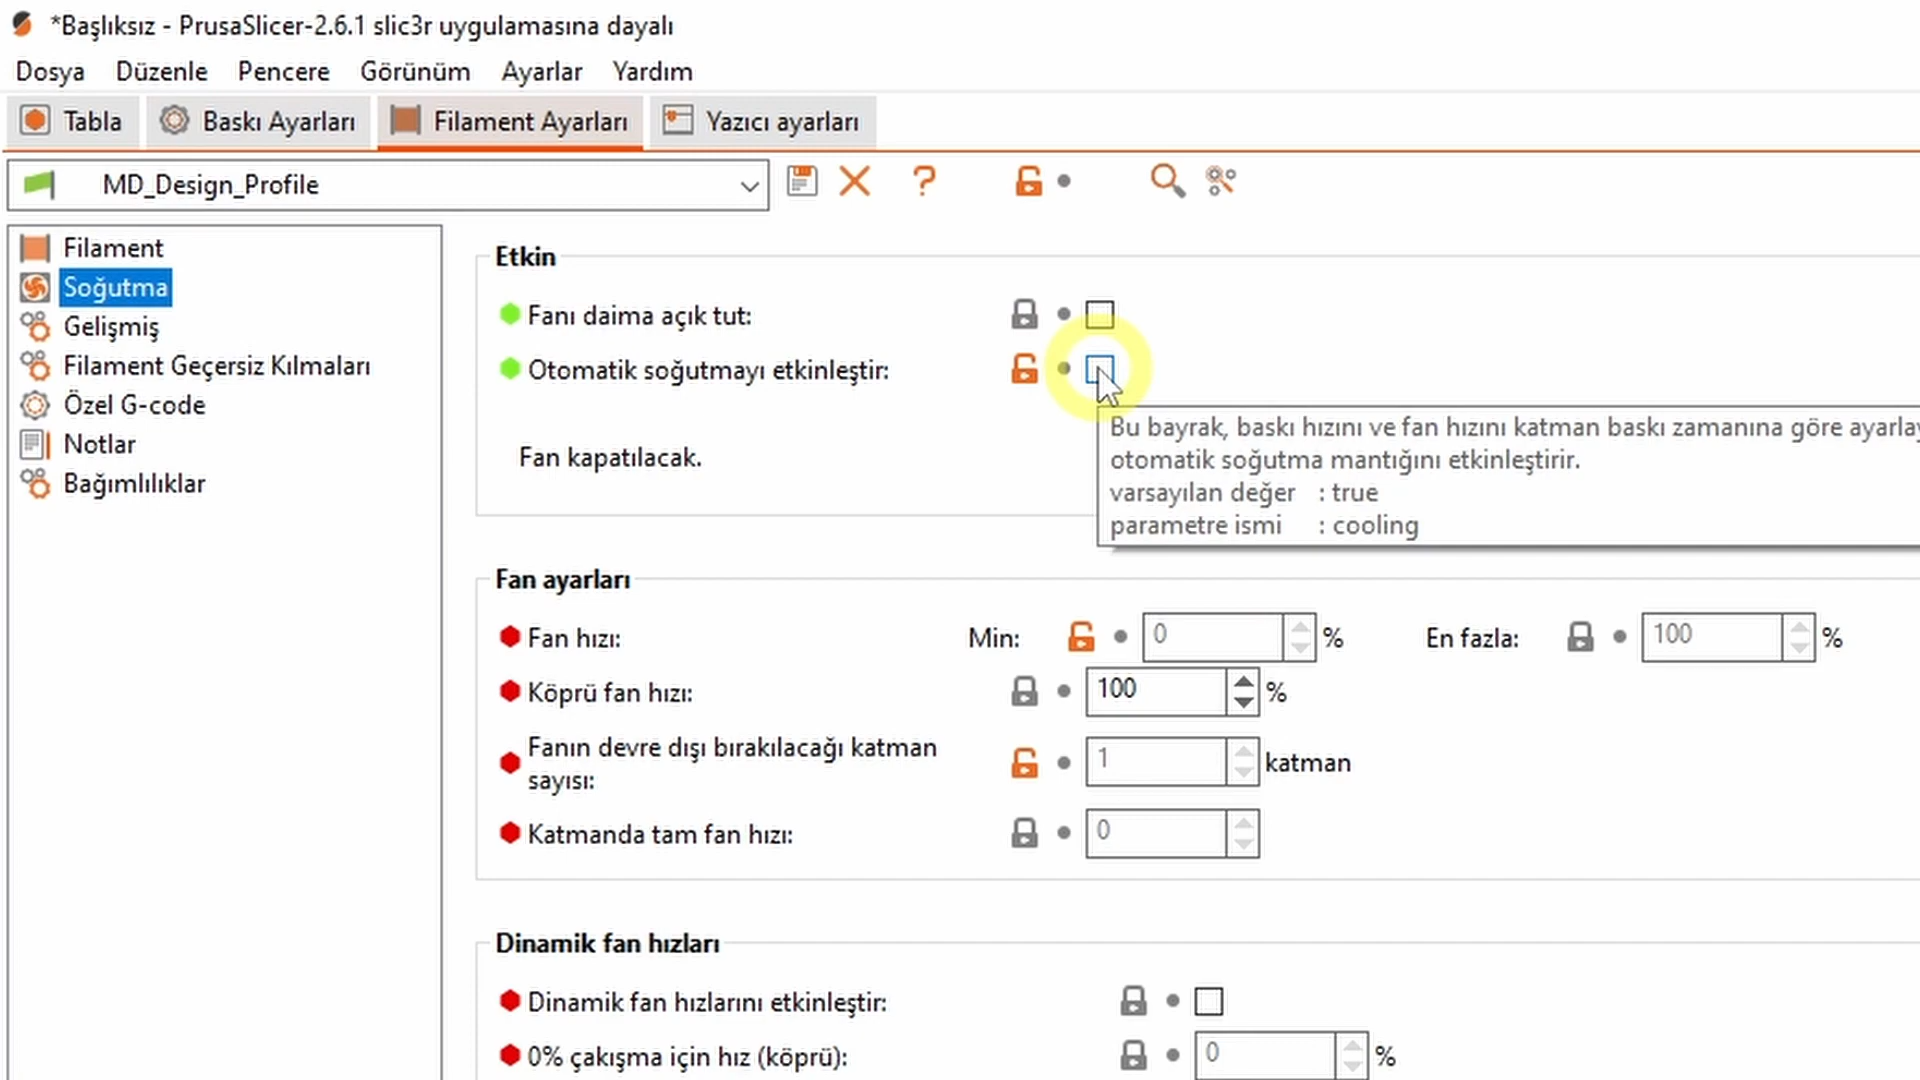 *Başlıksız - PrusaSlicer-2.6.1 slic3r uygulamasına dayalı
Dosya Düzenle Pencere Görünüm Ayarlar Yardım
Tabla Baskı Ayarları Filament Ayarları Yazıcı ayarları
MD_Design_Profile
Filament
Soğutma
Gelişmiş
Filament Geçersiz Kılmaları
Özel G-code
Notlar
Bağımlılıklar
Etkin
Fanı daima açık tut:
Otomatik soğutmayı etkinleştir:
Bu bayrak, baskı hızını ve fan hızını katman baskı zamanına göre ayarlay
otomatik soğutma mantığını etkinleştirir.
varsayılan değer : true
parametre ismi : cooling
Fan kapatılacak.
Fan ayarları
Fan hızı: Min: 0 % En fazla: 100 %
Köprü fan hızı: 100 %
Fanın devre dışı bırakılacağı katman
sayısı: 1 katman
Katmanda tam fan hızı: 0
Dinamik fan hızları
Dinamik fan hızlarını etkinleştir:
0% çakışma için hız (köprü): 0 %